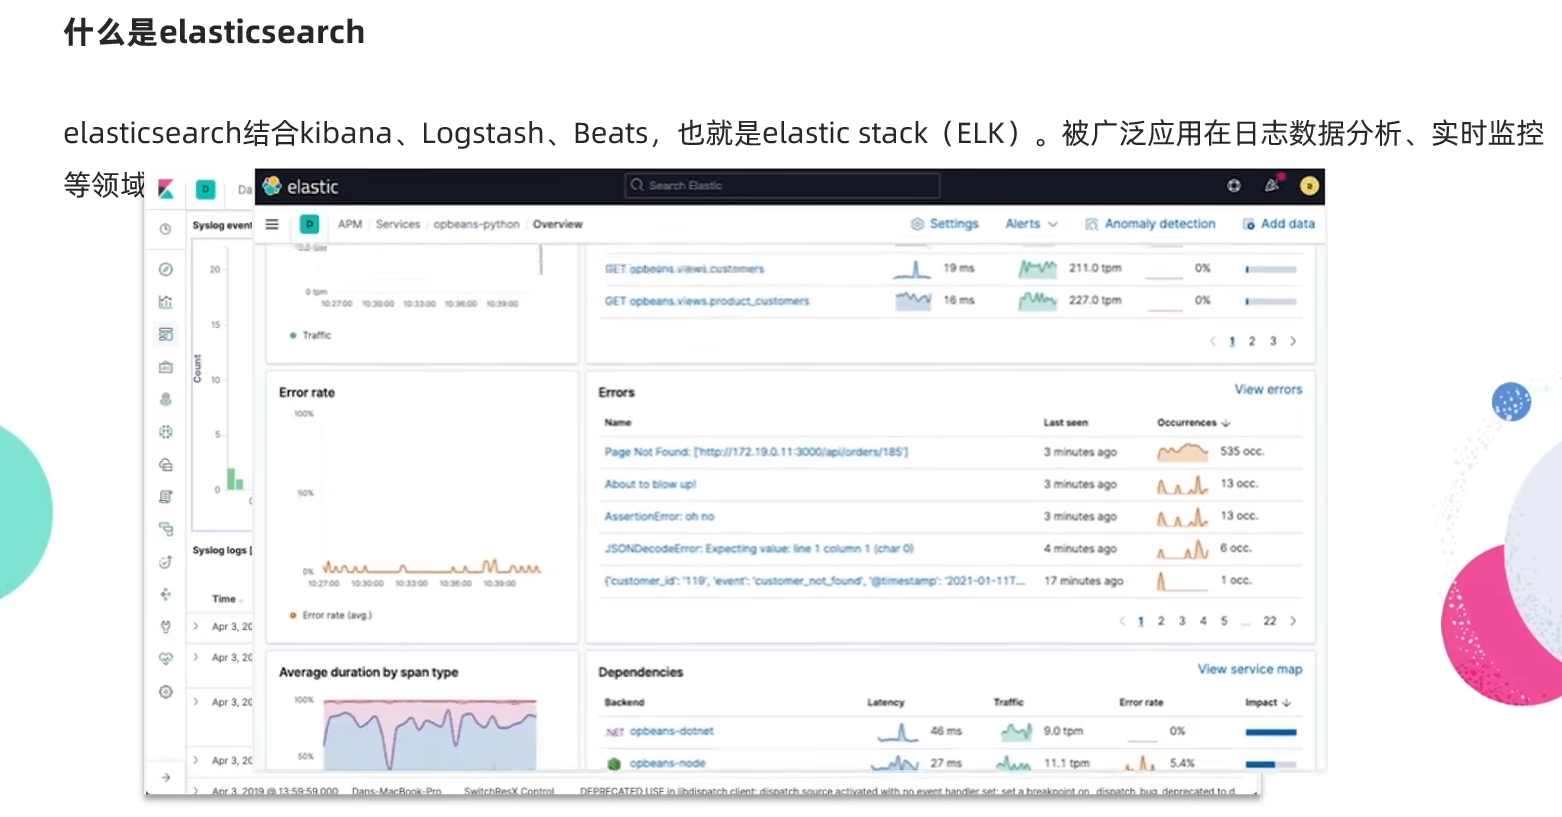 什么是elasticsearch
elasticsearch结合kibana、Logstash、Beats，也就是elastic stack（ELK）。被广泛应用在日志数据分析、实时监控
等领域
D
Da
elastic
Search Elastic
Syslog event
D
APM / Services / opbeans-python / Overview
Settings
Alerts
Anomaly detection
Add data
20
15
10
5
0
Count
0 tpm
10:27:00 10:30:00 10:33:00 10:36:00 10:39:00
Traffic
GET opbeans.views.customers 19 ms 211.0 tpm 0%
GET opbeans.views.product_customers 16 ms 227.0 tpm 0%
1 2 3
Error rate
100%
50%
0%
10:27:00 10:30:00 10:33:00 10:36:00 10:39:00
Error rate (avg.)
Errors
View errors
Name Last seen Occurrences
Page Not Found: ['http://172.19.0.11:3000/api/orders/185'] 3 minutes ago 535 occ.
About to blow up! 3 minutes ago 13 occ.
AssertionError: oh no 3 minutes ago 13 occ.
JSONDecodeError: Expecting value: line 1 column 1 (char 0) 4 minutes ago 6 occ.
{'customer_id': '119', 'event': 'customer_not_found', '@timestamp': '2021-01-11T... 17 minutes ago 1 occ.
1 2 3 4 5 ... 22
Syslog logs [
Time
Apr 3, 20
Apr 3, 20
Apr 3, 20
Apr 3, 20
Average duration by span type
100%
50%
Dependencies
View service map
Backend Latency Traffic Error rate Impact
.NET opbeans-dotnet 46 ms 9.0 tpm 0%
opbeans-node 27 ms 11.1 tpm 5.4%
Apr 3, 2019 @ 13:59:59.000 Dans-MacBook-Pro SwitchResX Control DEPRECATED USE in libdispatch client: dispatch source activated with no event handler set; set a breakpoint on _dispatch_bug_deprecated to d